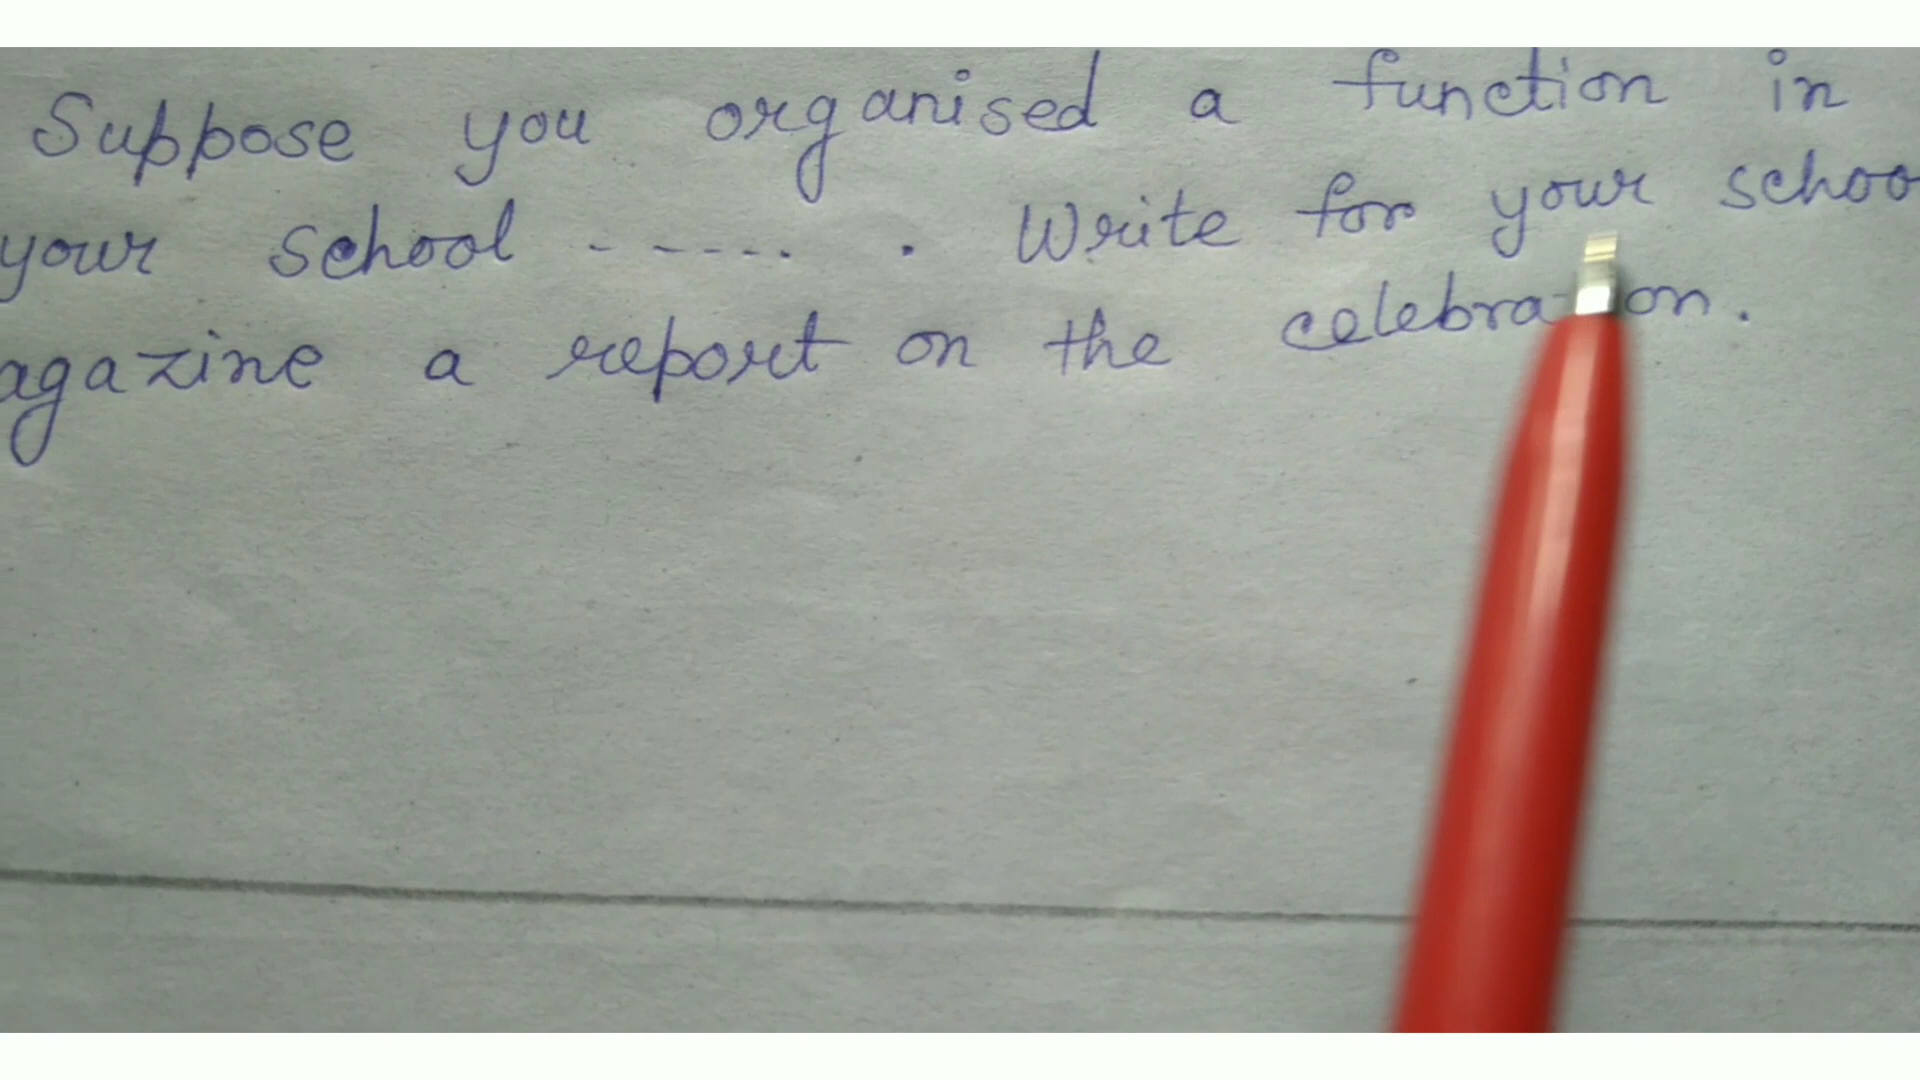 Suppose you organised a function in
your school - ----.. . Write for your schoo
agazine a report on the celebra on.